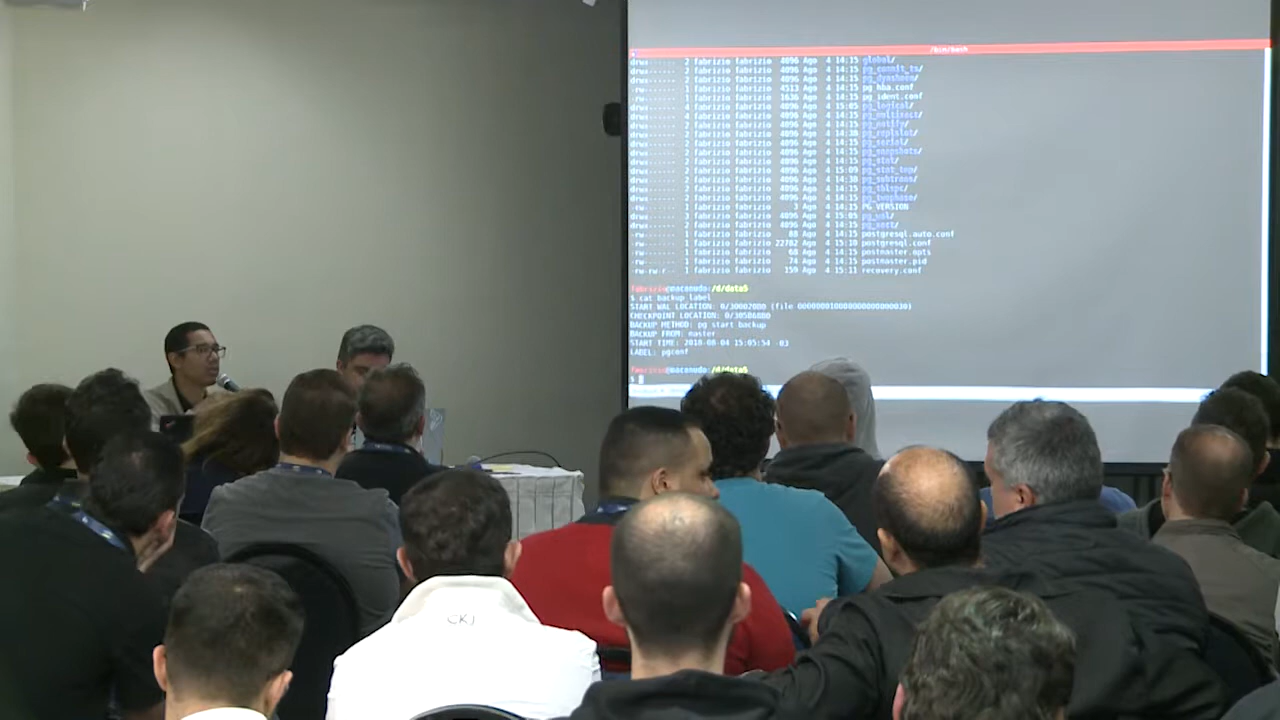 /bin/bash
drwx------ 2 fabrizio fabrizio 4096 Ago 4 14:15 global/
drwx------ 2 fabrizio fabrizio 4096 Ago 4 14:15 pg_commit_ts/
drwx------ 2 fabrizio fabrizio 4096 Ago 4 14:15 pg_dynshmem/
-rw------- 1 fabrizio fabrizio 4513 Ago 4 14:15 pg_hba.conf
-rw------- 1 fabrizio fabrizio 1636 Ago 4 14:15 pg_ident.conf
drwx------ 4 fabrizio fabrizio 4096 Ago 4 15:05 pg_logical/
drwx------ 4 fabrizio fabrizio 4096 Ago 4 14:15 pg_multixact/
drwx------ 2 fabrizio fabrizio 4096 Ago 4 14:15 pg_notify/
drwx------ 2 fabrizio fabrizio 4096 Ago 4 14:38 pg_replslot/
drwx------ 2 fabrizio fabrizio 4096 Ago 4 14:15 pg_serial/
drwx------ 2 fabrizio fabrizio 4096 Ago 4 14:15 pg_snapshots/
drwx------ 2 fabrizio fabrizio 4096 Ago 4 14:15 pg_stat/
drwx------ 2 fabrizio fabrizio 4096 Ago 4 15:09 pg_stat_tmp/
drwx------ 2 fabrizio fabrizio 4096 Ago 4 14:38 pg_subtrans/
drwx------ 2 fabrizio fabrizio 4096 Ago 4 14:15 pg_tblspc/
drwx------ 2 fabrizio fabrizio 4096 Ago 4 14:15 pg_twophase/
-rw------- 1 fabrizio fabrizio 3 Ago 4 14:15 PG_VERSION
drwx------ 3 fabrizio fabrizio 4096 Ago 4 15:05 pg_wal/
drwx------ 2 fabrizio fabrizio 4096 Ago 4 14:15 pg_xact/
-rw------- 1 fabrizio fabrizio 88 Ago 4 14:15 postgresql.auto.conf
-rw------- 1 fabrizio fabrizio 22782 Ago 4 15:10 postgresql.conf
-rw------- 1 fabrizio fabrizio 60 Ago 4 14:15 postmaster.opts
-rw------- 1 fabrizio fabrizio 74 Ago 4 14:15 postmaster.pid
-rw-rw-r-- 1 fabrizio fabrizio 159 Ago 4 15:11 recovery.conf
fabrizio@macanudo:/d/data5
$ cat backup_label
START WAL LOCATION: (file
CHECKPOINT LOCATION:
BACKUP METHOD: pg_start_backup
BACKUP FROM: master
START TIME: 2018-08-04 15:05:54 -03
LABEL: pgconf
fabrizio@macanudo:/d/data5
$
CKJ